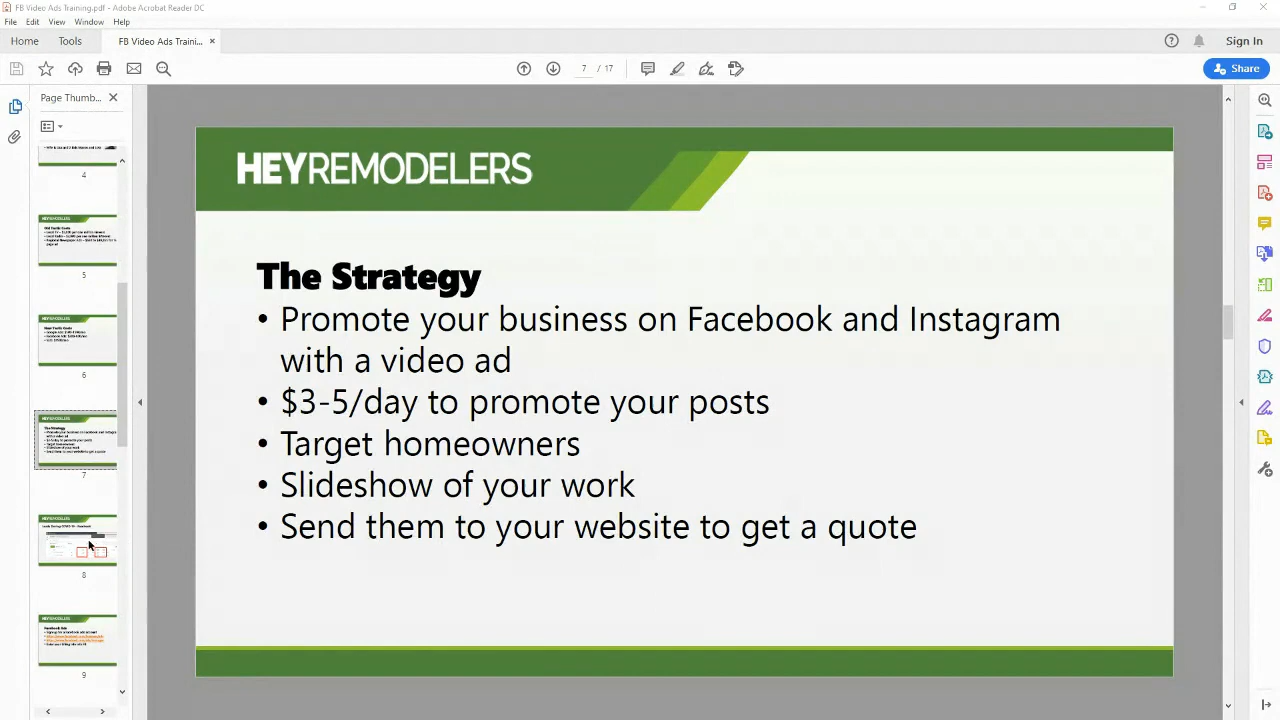 FB Video Ads Training.pdf - Adobe Acrobat Reader DC
File Edit View Window Help
Home Tools FB Video Ads Traini... × Sign In
7 / 17
Share
Page Thumb...
4
5
6
7
8
9
HEYREMODELERS
The Strategy
• Promote your business on Facebook and Instagram
with a video ad
• $3-5/day to promote your posts
• Target homeowners
• Slideshow of your work
• Send them to your website to get a quote